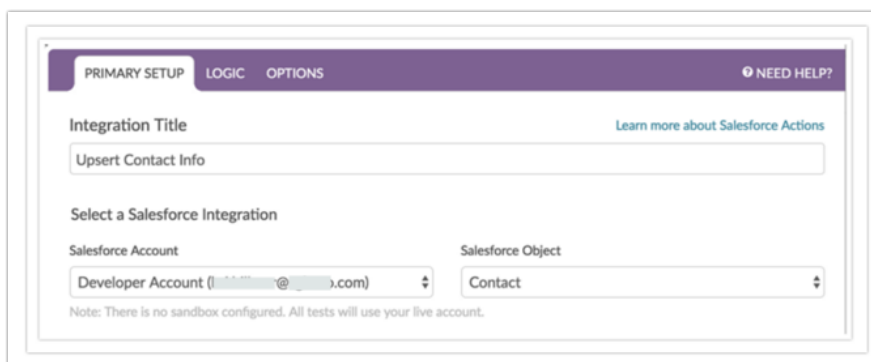 PRIMARY SETUP LOGIC OPTIONS NEED HELP?
Integration Title Learn more about Salesforce Actions
Upsert Contact Info
Select a Salesforce Integration
Salesforce Account Salesforce Object
Developer Account ( @ .com) Contact
Note: There is no sandbox configured. All tests will use your live account.